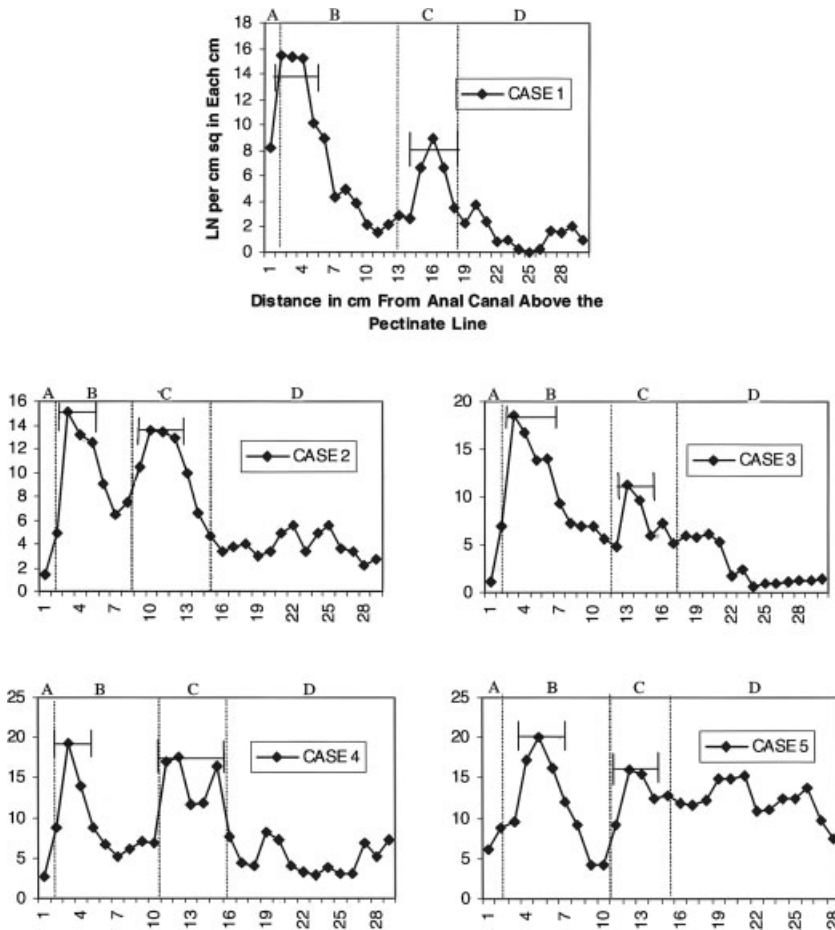 A B C D
18
16
14
12
10
8
6
4
2
0
LN per cm sq in Each cm
CASE 1
1 4 7 10 13 16 19 22 25 28
Distance in cm From Anal Canal Above the
Pectinate Line
A B C D
16
14
12
10
8
6
4
2
0
CASE 2
1 4 7 10 13 16 19 22 25 28
A B C D
20
15
10
5
0
CASE 3
1 4 7 10 13 16 19 22 25 28
A B C D
25
20
15
10
5
0
CASE 4
1 4 7 10 13 16 19 22 25 28
A B C D
25
20
15
10
5
0
CASE 5
1 4 7 10 13 16 19 22 25 28